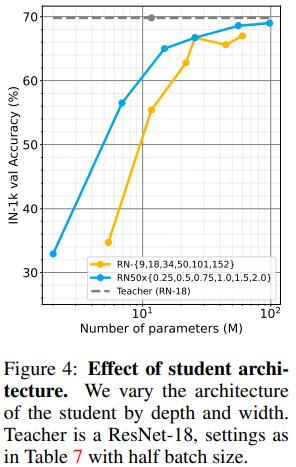 70
60
50
40
30
IN-1k val Accuracy (%)
RN-{9,18,34,50,101,152}
RN50x{0.25,0.5,0.75,1.0,1.5,2.0}
Teacher (RN-18)
10¹
10²
Number of parameters (M)
Figure 4: Effect of student archi-
tecture. We vary the architecture
of the student by depth and width.
Teacher is a ResNet-18, settings as
in Table 7 with half batch size.